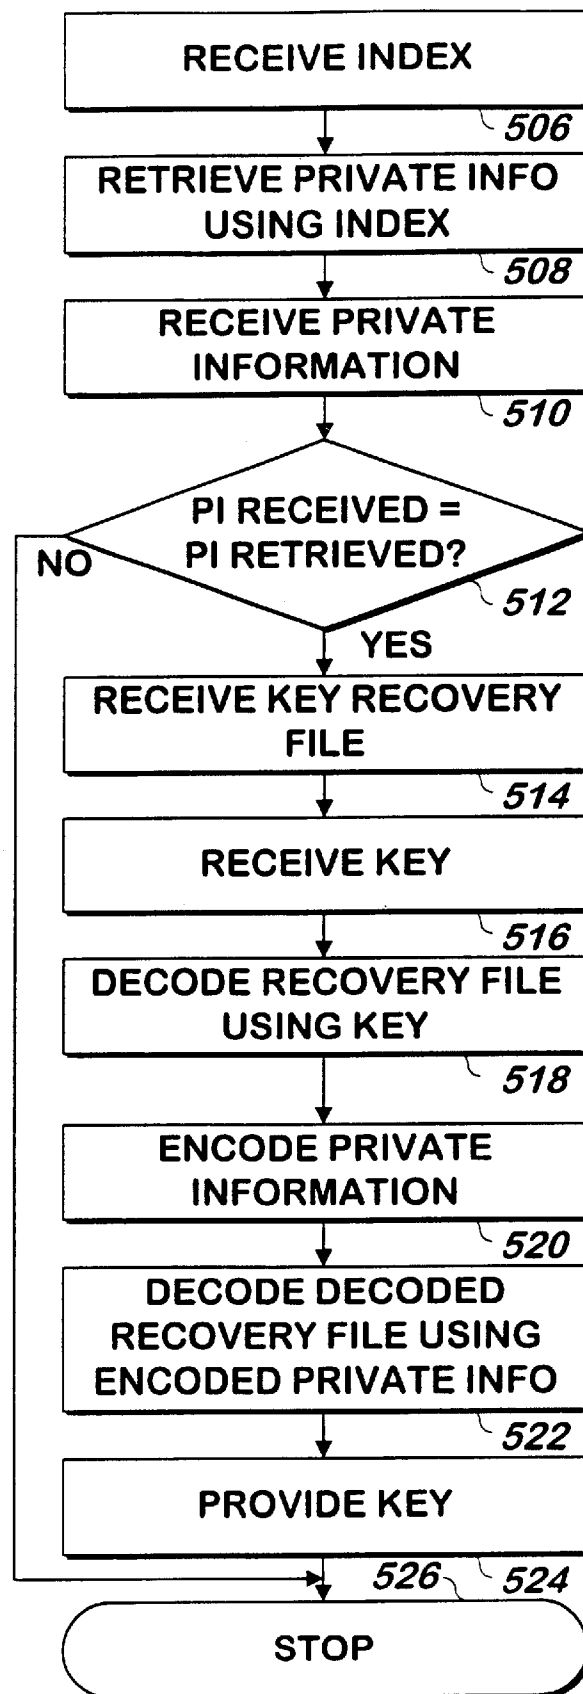 RECEIVE INDEX
506
RETRIEVE PRIVATE INFO
USING INDEX
508
RECEIVE PRIVATE
INFORMATION
510
PI RECEIVED =
PI RETRIEVED?
NO
512
YES
RECEIVE KEY RECOVERY
FILE
514
RECEIVE KEY
516
DECODE RECOVERY FILE
USING KEY
518
ENCODE PRIVATE
INFORMATION
520
DECODE DECODED
RECOVERY FILE USING
ENCODED PRIVATE INFO
522
PROVIDE KEY
526
524
STOP